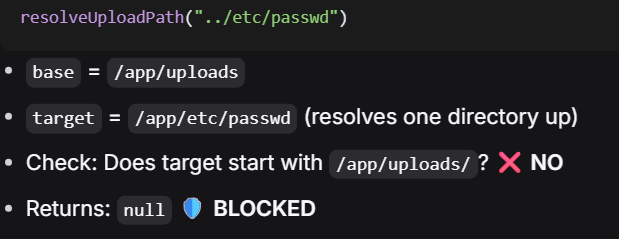 resolveUploadPath("../etc/passwd")
• base = /app/uploads
• target = /app/etc/passwd (resolves one directory up)
• Check: Does target start with /app/uploads/? ❌ NO
• Returns: null 🛡️ BLOCKED